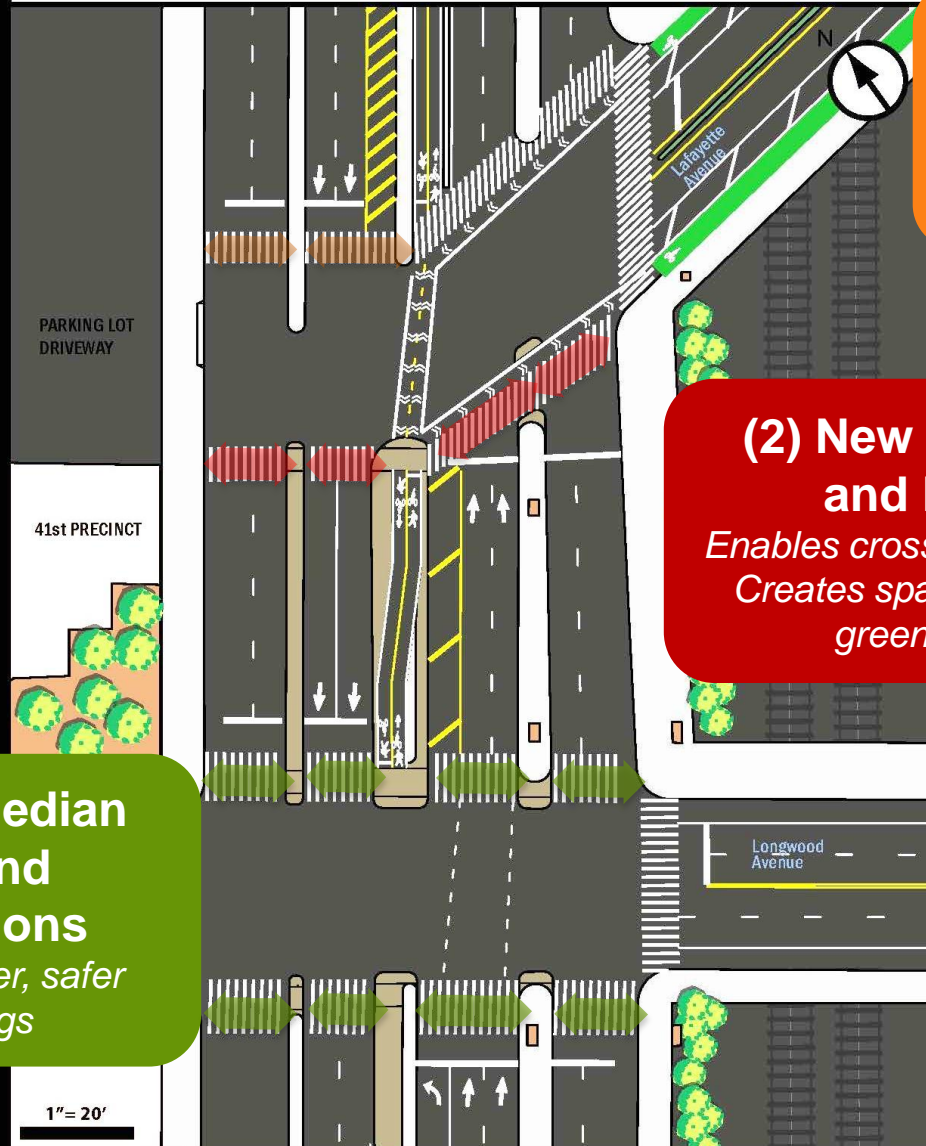 N
Lafayette
Avenue
PARKING LOT
DRIVEWAY
(2) New
and
Enables cross
Creates spa
green
41st PRECINCT
edian
nd
ons
er, safer
gs
Longwood
Avenue
1"= 20'